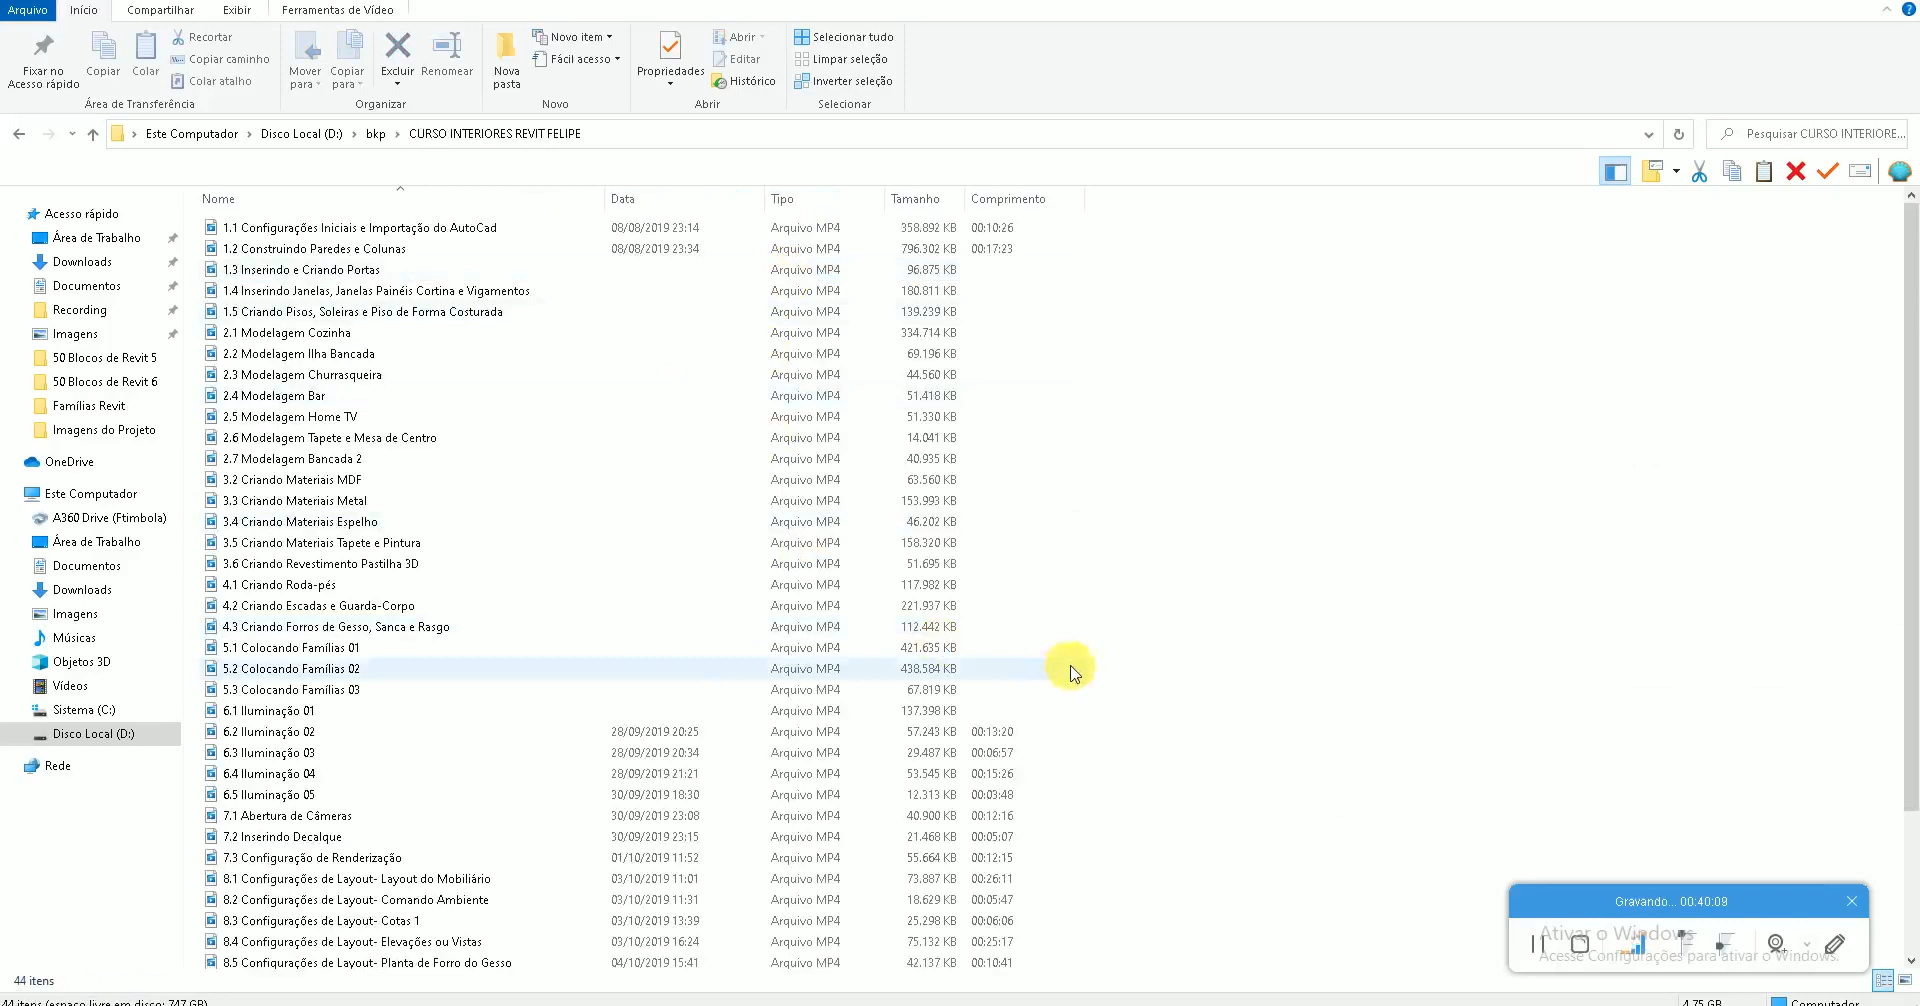 Arquivo Início Compartilhar Exibir Ferramentas de Vídeo
Fixar no Acesso rápido
Copiar
Colar
Recortar
Copiar caminho
Colar atalho
Área de Transferência
Mover para
Copiar para
Excluir
Renomear
Organizar
Nova pasta
Novo item
Fácil acesso
Novo
Propriedades
Abrir
Editar
Histórico
Abrir
Selecionar tudo
Limpar seleção
Inverter seleção
Selecionar
Este Computador > Disco Local (D:) > bkp > CURSO INTERIORES REVIT FELIPE
Pesquisar CURSO INTERIORE...
Acesso rápido
Área de Trabalho
Downloads
Documentos
Recording
Imagens
50 Blocos de Revit 5
50 Blocos de Revit 6
Famílias Revit
Imagens do Projeto
OneDrive
Este Computador
A360 Drive (Ftimbola)
Área de Trabalho
Documentos
Downloads
Imagens
Músicas
Objetos 3D
Vídeos
Sistema (C:)
Disco Local (D:)
Rede
Nome Data Tipo Tamanho Comprimento
1.1 Configurações Iniciais e Importação do AutoCad 08/08/2019 23:14 Arquivo MP4 358.892 KB 00:10:26
1.2 Construindo Paredes e Colunas 08/08/2019 23:34 Arquivo MP4 796.302 KB 00:17:23
1.3 Inserindo e Criando Portas Arquivo MP4 96.875 KB
1.4 Inserindo Janelas, Janelas Painéis Cortina e Vigamentos Arquivo MP4 180.811 KB
1.5 Criando Pisos, Soleiras e Piso de Forma Costurada Arquivo MP4 139.239 KB
2.1 Modelagem Cozinha Arquivo MP4 334.714 KB
2.2 Modelagem Ilha Bancada Arquivo MP4 69.196 KB
2.3 Modelagem Churrasqueira Arquivo MP4 44.560 KB
2.4 Modelagem Bar Arquivo MP4 51.418 KB
2.5 Modelagem Home TV Arquivo MP4 51.330 KB
2.6 Modelagem Tapete e Mesa de Centro Arquivo MP4 14.041 KB
2.7 Modelagem Bancada 2 Arquivo MP4 40.935 KB
3.2 Criando Materiais MDF Arquivo MP4 63.560 KB
3.3 Criando Materiais Metal Arquivo MP4 153.993 KB
3.4 Criando Materiais Espelho Arquivo MP4 46.202 KB
3.5 Criando Materiais Tapete e Pintura Arquivo MP4 158.320 KB
3.6 Criando Revestimento Pastilha 3D Arquivo MP4 51.695 KB
4.1 Criando Roda-pés Arquivo MP4 117.982 KB
4.2 Criando Escadas e Guarda-Corpo Arquivo MP4 221.937 KB
4.3 Criando Forros de Gesso, Sanca e Rasgo Arquivo MP4 112.442 KB
5.1 Colocando Famílias 01 Arquivo MP4 421.635 KB
5.2 Colocando Famílias 02 Arquivo MP4 438.584 KB
5.3 Colocando Famílias 03 Arquivo MP4 67.819 KB
6.1 Iluminação 01 Arquivo MP4 137.398 KB
6.2 Iluminação 02 28/09/2019 20:25 Arquivo MP4 57.243 KB 00:13:20
6.3 Iluminação 03 28/09/2019 20:34 Arquivo MP4 29.487 KB 00:06:57
6.4 Iluminação 04 28/09/2019 21:21 Arquivo MP4 53.545 KB 00:15:26
6.5 Iluminação 05 30/09/2019 18:30 Arquivo MP4 12.313 KB 00:03:48
7.1 Abertura de Câmeras 30/09/2019 23:08 Arquivo MP4 40.900 KB 00:12:16
7.2 Inserindo Decalque 30/09/2019 23:15 Arquivo MP4 21.468 KB 00:05:07
7.3 Configuração de Renderização 01/10/2019 11:52 Arquivo MP4 55.664 KB 00:12:15
8.1 Configurações de Layout- Layout do Mobiliário 03/10/2019 11:01 Arquivo MP4 73.887 KB 00:26:11
8.2 Configurações de Layout- Comando Ambiente 03/10/2019 11:31 Arquivo MP4 18.629 KB 00:05:47
8.3 Configurações de Layout- Cotas 1 03/10/2019 13:39 Arquivo MP4 25.298 KB 00:06:06
8.4 Configurações de Layout- Elevações ou Vistas 03/10/2019 16:24 Arquivo MP4 75.132 KB 00:25:17
8.5 Configurações de Layout- Planta de Forro do Gesso 04/10/2019 15:41 Arquivo MP4 42.137 KB 00:10:41
Gravando... 00:40:09
Ativar o Windows
Acesse Configurações para ativar o Windows.
44 itens
44 itens (espaço livre em disco: 747 GB) 4,75 GB Computador